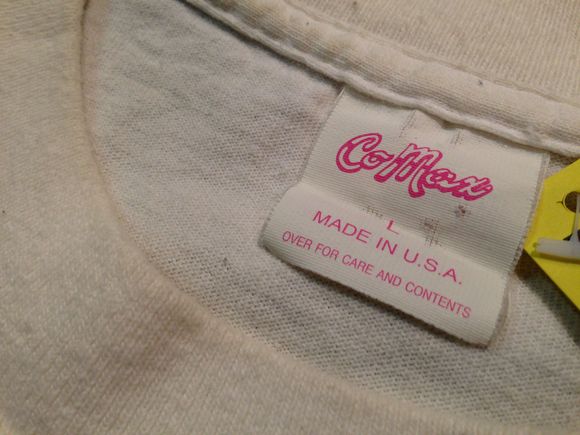 CoMax
L
MADE IN U.S.A.
OVER FOR CARE AND CONTENTS